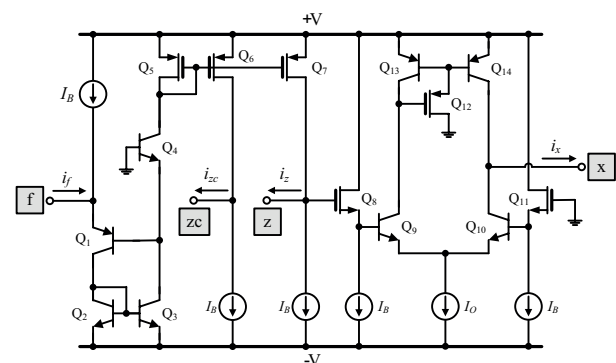 +V
Q5
Q6
Q7
Q13
Q14
Q12
IB
Q4
if
izc
iz
ix
f
zc
z
x
Q8
Q11
Q1
Q9
Q10
Q2
Q3
IB
IB
IB
IO
IB
-V